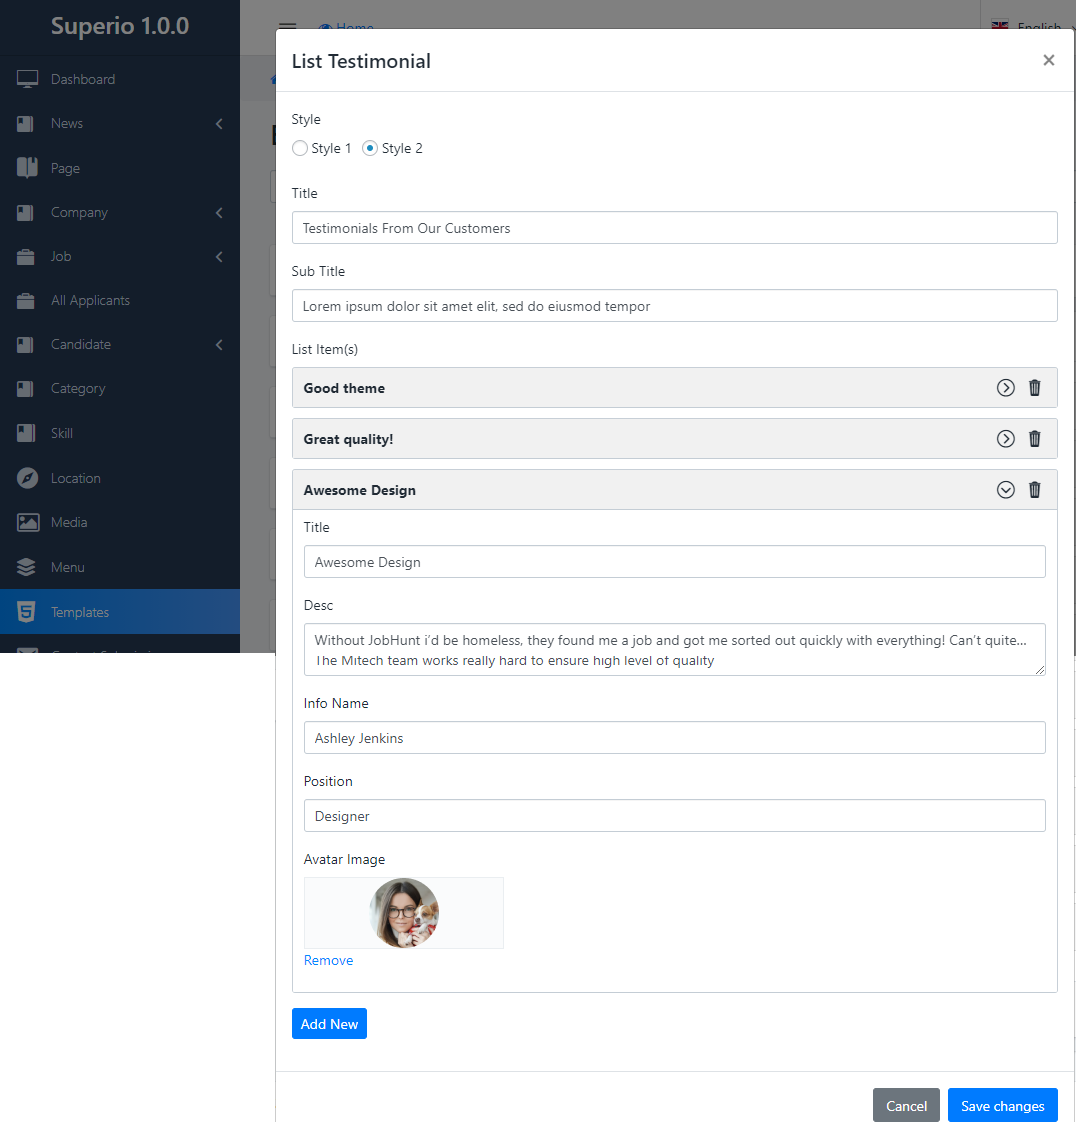 Superio 1.0.0
Home
English
Dashboard
News
Page
Company
Job
All Applicants
Candidate
Category
Skill
Location
Media
Menu
Templates
List Testimonial
×
Style
Style 1 Style 2
Title
Testimonials From Our Customers
Sub Title
Lorem ipsum dolor sit amet elit, sed do eiusmod tempor
List Item(s)
Good theme
Great quality!
Awesome Design
Title
Awesome Design
Desc
Without JobHunt i'd be homeless, they found me a job and got me sorted out quickly with everything! Can't quite…
The Mitech team works really hard to ensure high level of quality
Info Name
Ashley Jenkins
Position
Designer
Avatar Image
Remove
Add New
Cancel Save changes